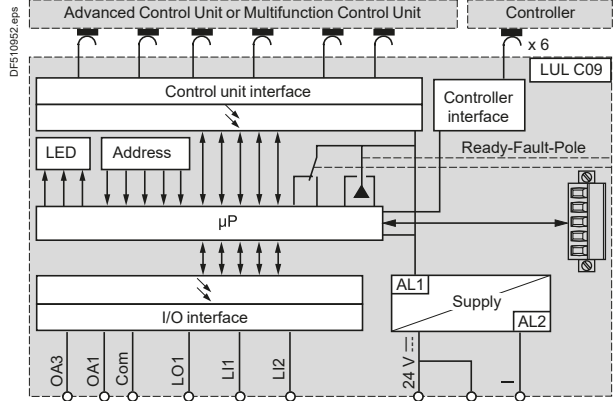 Advanced Control Unit or Multifunction Control Unit
Controller
DF510952.eps
x 6
LUL C09
Control unit interface
Controller
interface
LED
Address
Ready-Fault-Pole
µP
AL1
Supply
AL2
I/O interface
OA3
OA1
Com
LO1
LI1
LI2
24 V